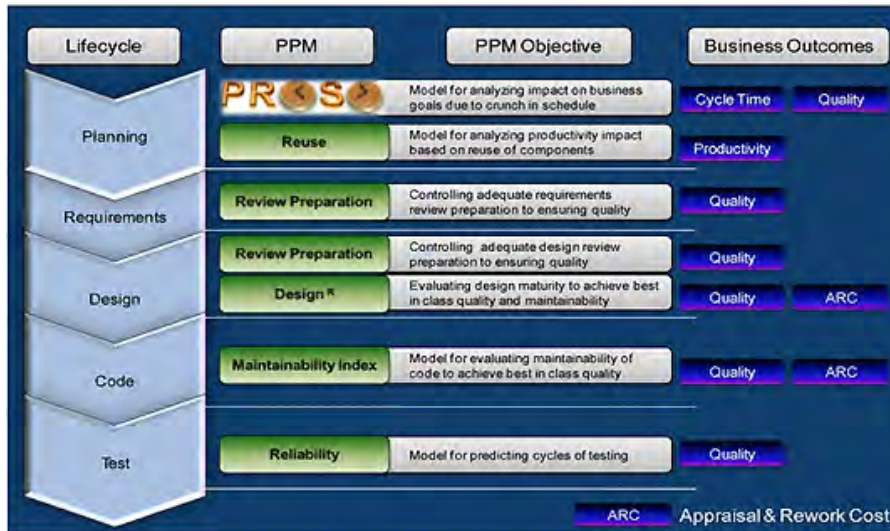 Lifecycle
PPM
PPM Objective
Business Outcomes
Planning
PR<S>
Model for analyzing impact on business
goals due to crunch in schedule
Cycle Time
Quality
Reuse
Model for analyzing productivity impact
based on reuse of components
Productivity
Requirements
Review Preparation
Controlling adequate requirements
review preparation to ensuring quality
Quality
Design
Review Preparation
Controlling adequate design review
preparation to ensuring quality
Quality
Design R
Evaluating design maturity to achieve best
in class quality and maintainability
Quality
ARC
Code
Maintainability Index
Model for evaluating maintainability of
code to achieve best in class quality
Quality
ARC
Test
Reliability
Model for predicting cycles of testing
Quality
ARC
Appraisal & Rework Cost